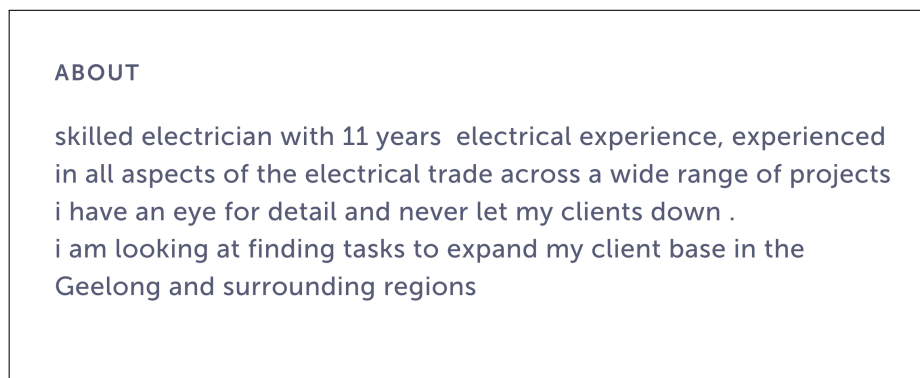 ABOUT
skilled electrician with 11 years  electrical experience, experienced
in all aspects of the electrical trade across a wide range of projects
i have an eye for detail and never let my clients down .
i am looking at finding tasks to expand my client base in the
Geelong and surrounding regions